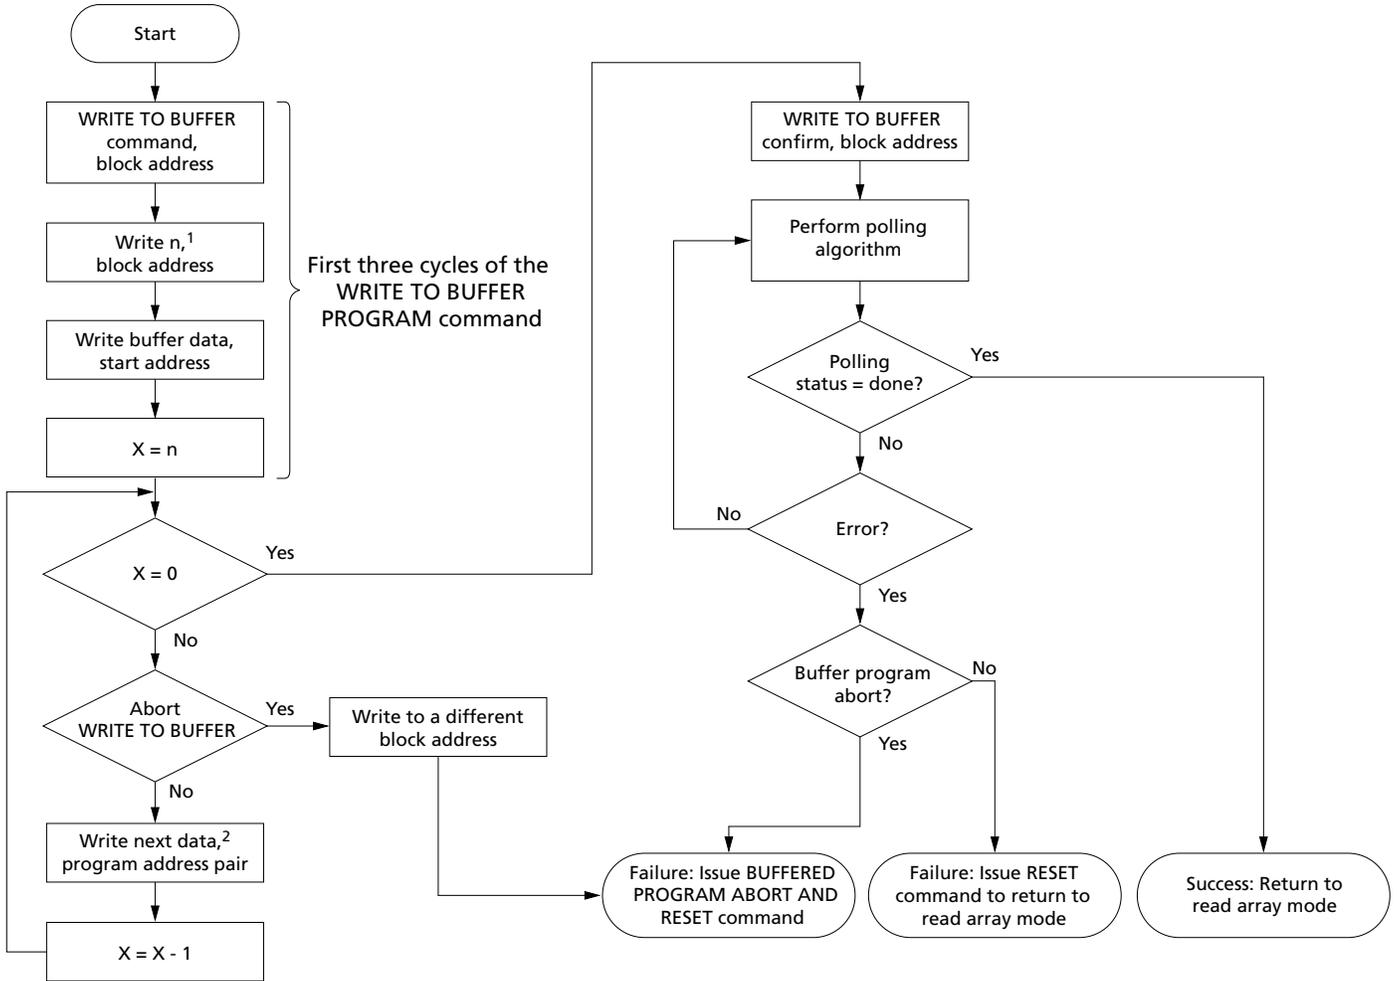 Start
WRITE TO BUFFER
command,
block address
Write n,1
block address
Write buffer data,
start address
X = n
First three cycles of the
WRITE TO BUFFER
PROGRAM command
X = 0
Yes
No
Abort
WRITE TO BUFFER
Yes
No
Write to a different
block address
Write next data,2
program address pair
X = X - 1
WRITE TO BUFFER
confirm, block address
Perform polling
algorithm
Polling
status = done?
Yes
No
Error?
No
Yes
Buffer program
abort?
No
Yes
Failure: Issue BUFFERED
PROGRAM ABORT AND
RESET command
Failure: Issue RESET
command to return to
read array mode
Success: Return to
read array mode